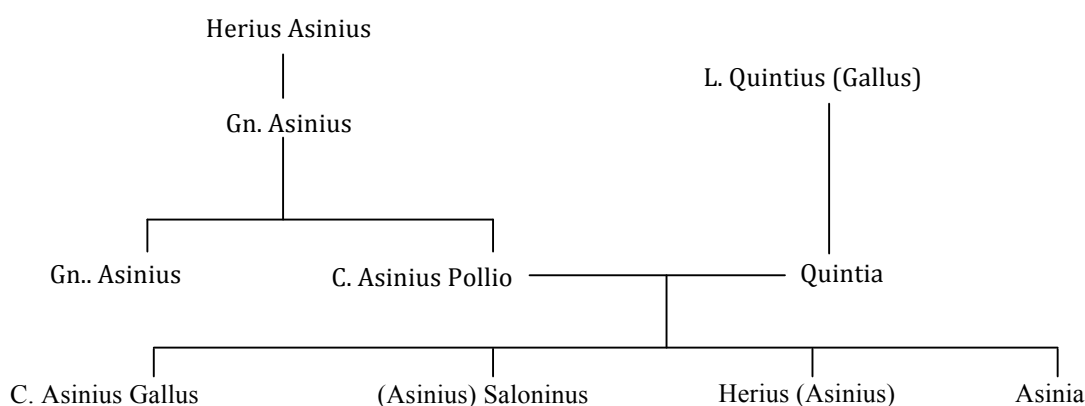 Herius Asinius
L. Quintius (Gallus)
Gn. Asinius
Gn.. Asinius
C. Asinius Pollio
Quintia
C. Asinius Gallus
(Asinius) Saloninus
Herius (Asinius)
Asinia